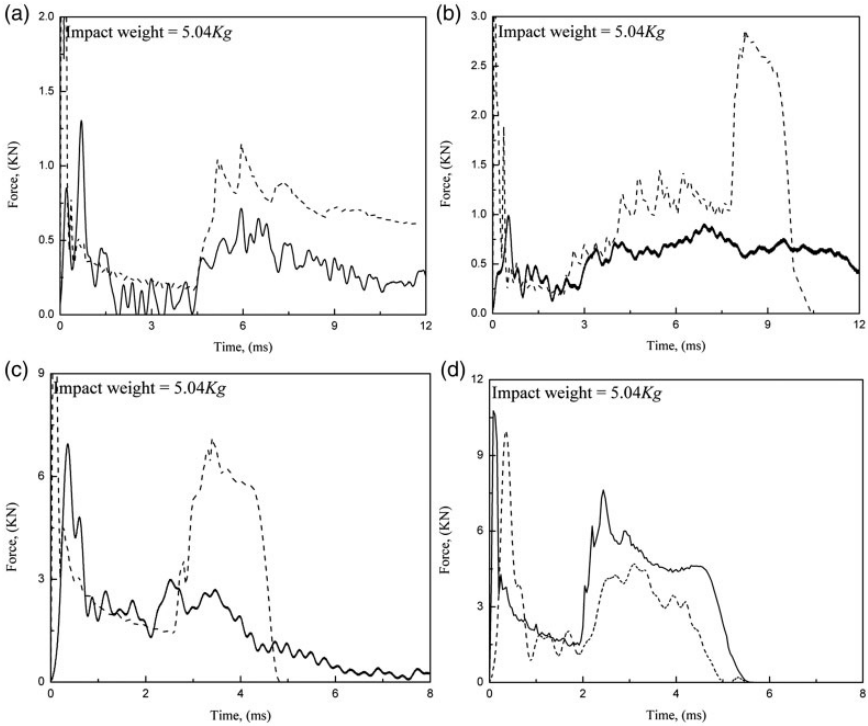 (a)
Impact weight = 5.04Kg
2.0
1.5
1.0
0.5
0.0
Force, (KN)
0
3
6
9
12
Time, (ms)
(b)
Impact weight = 5.04Kg
3.0
2.5
2.0
1.5
1.0
0.5
0.0
Force, (KN)
0
3
6
9
12
Time, (ms)
(c)
Impact weight = 5.04Kg
9
6
3
0
Force, (KN)
0
2
4
6
8
Time, (ms)
(d)
Impact weight = 5.04Kg
12
9
6
3
0
Force, (KN)
0
2
4
6
8
Time, (ms)